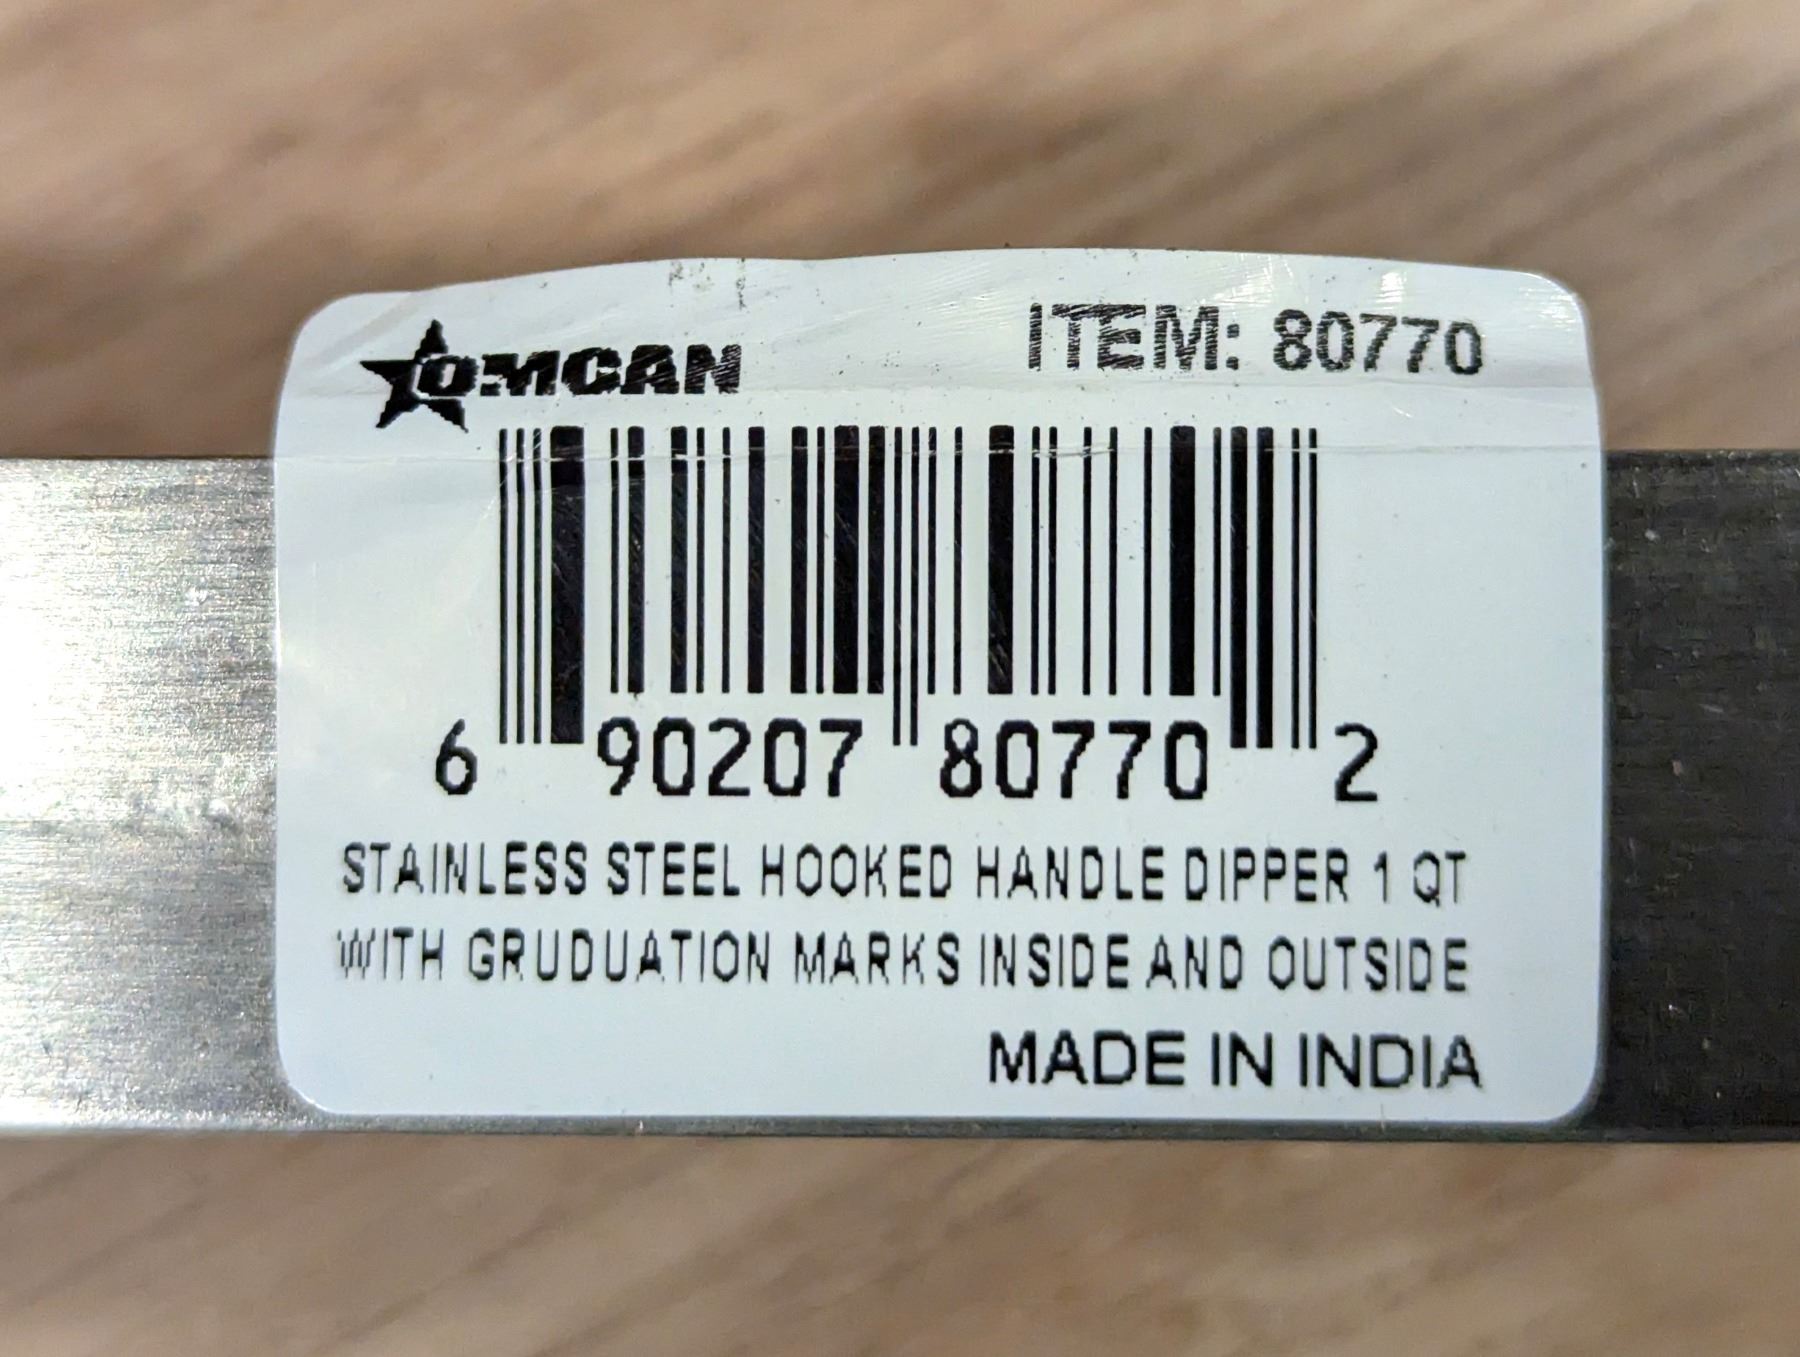 OMCAN
ITEM: 80770
6 90207 80770 2
STAINLESS STEEL HOOKED HANDLE DIPPER 1 QT
WITH GRUDUATION MARKS INSIDE AND OUTSIDE
MADE IN INDIA